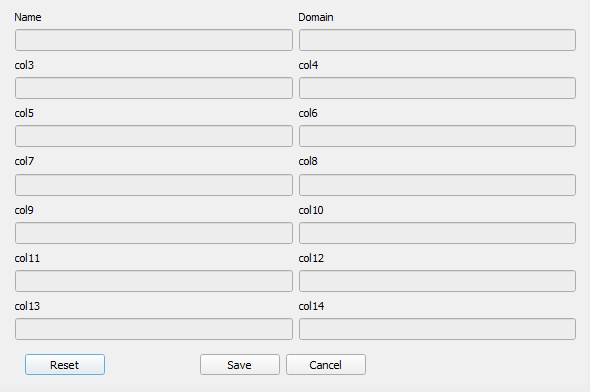 Name Domain
col3 col4
col5 col6
col7 col8
col9 col10
col11 col12
col13 col14
Reset Save Cancel